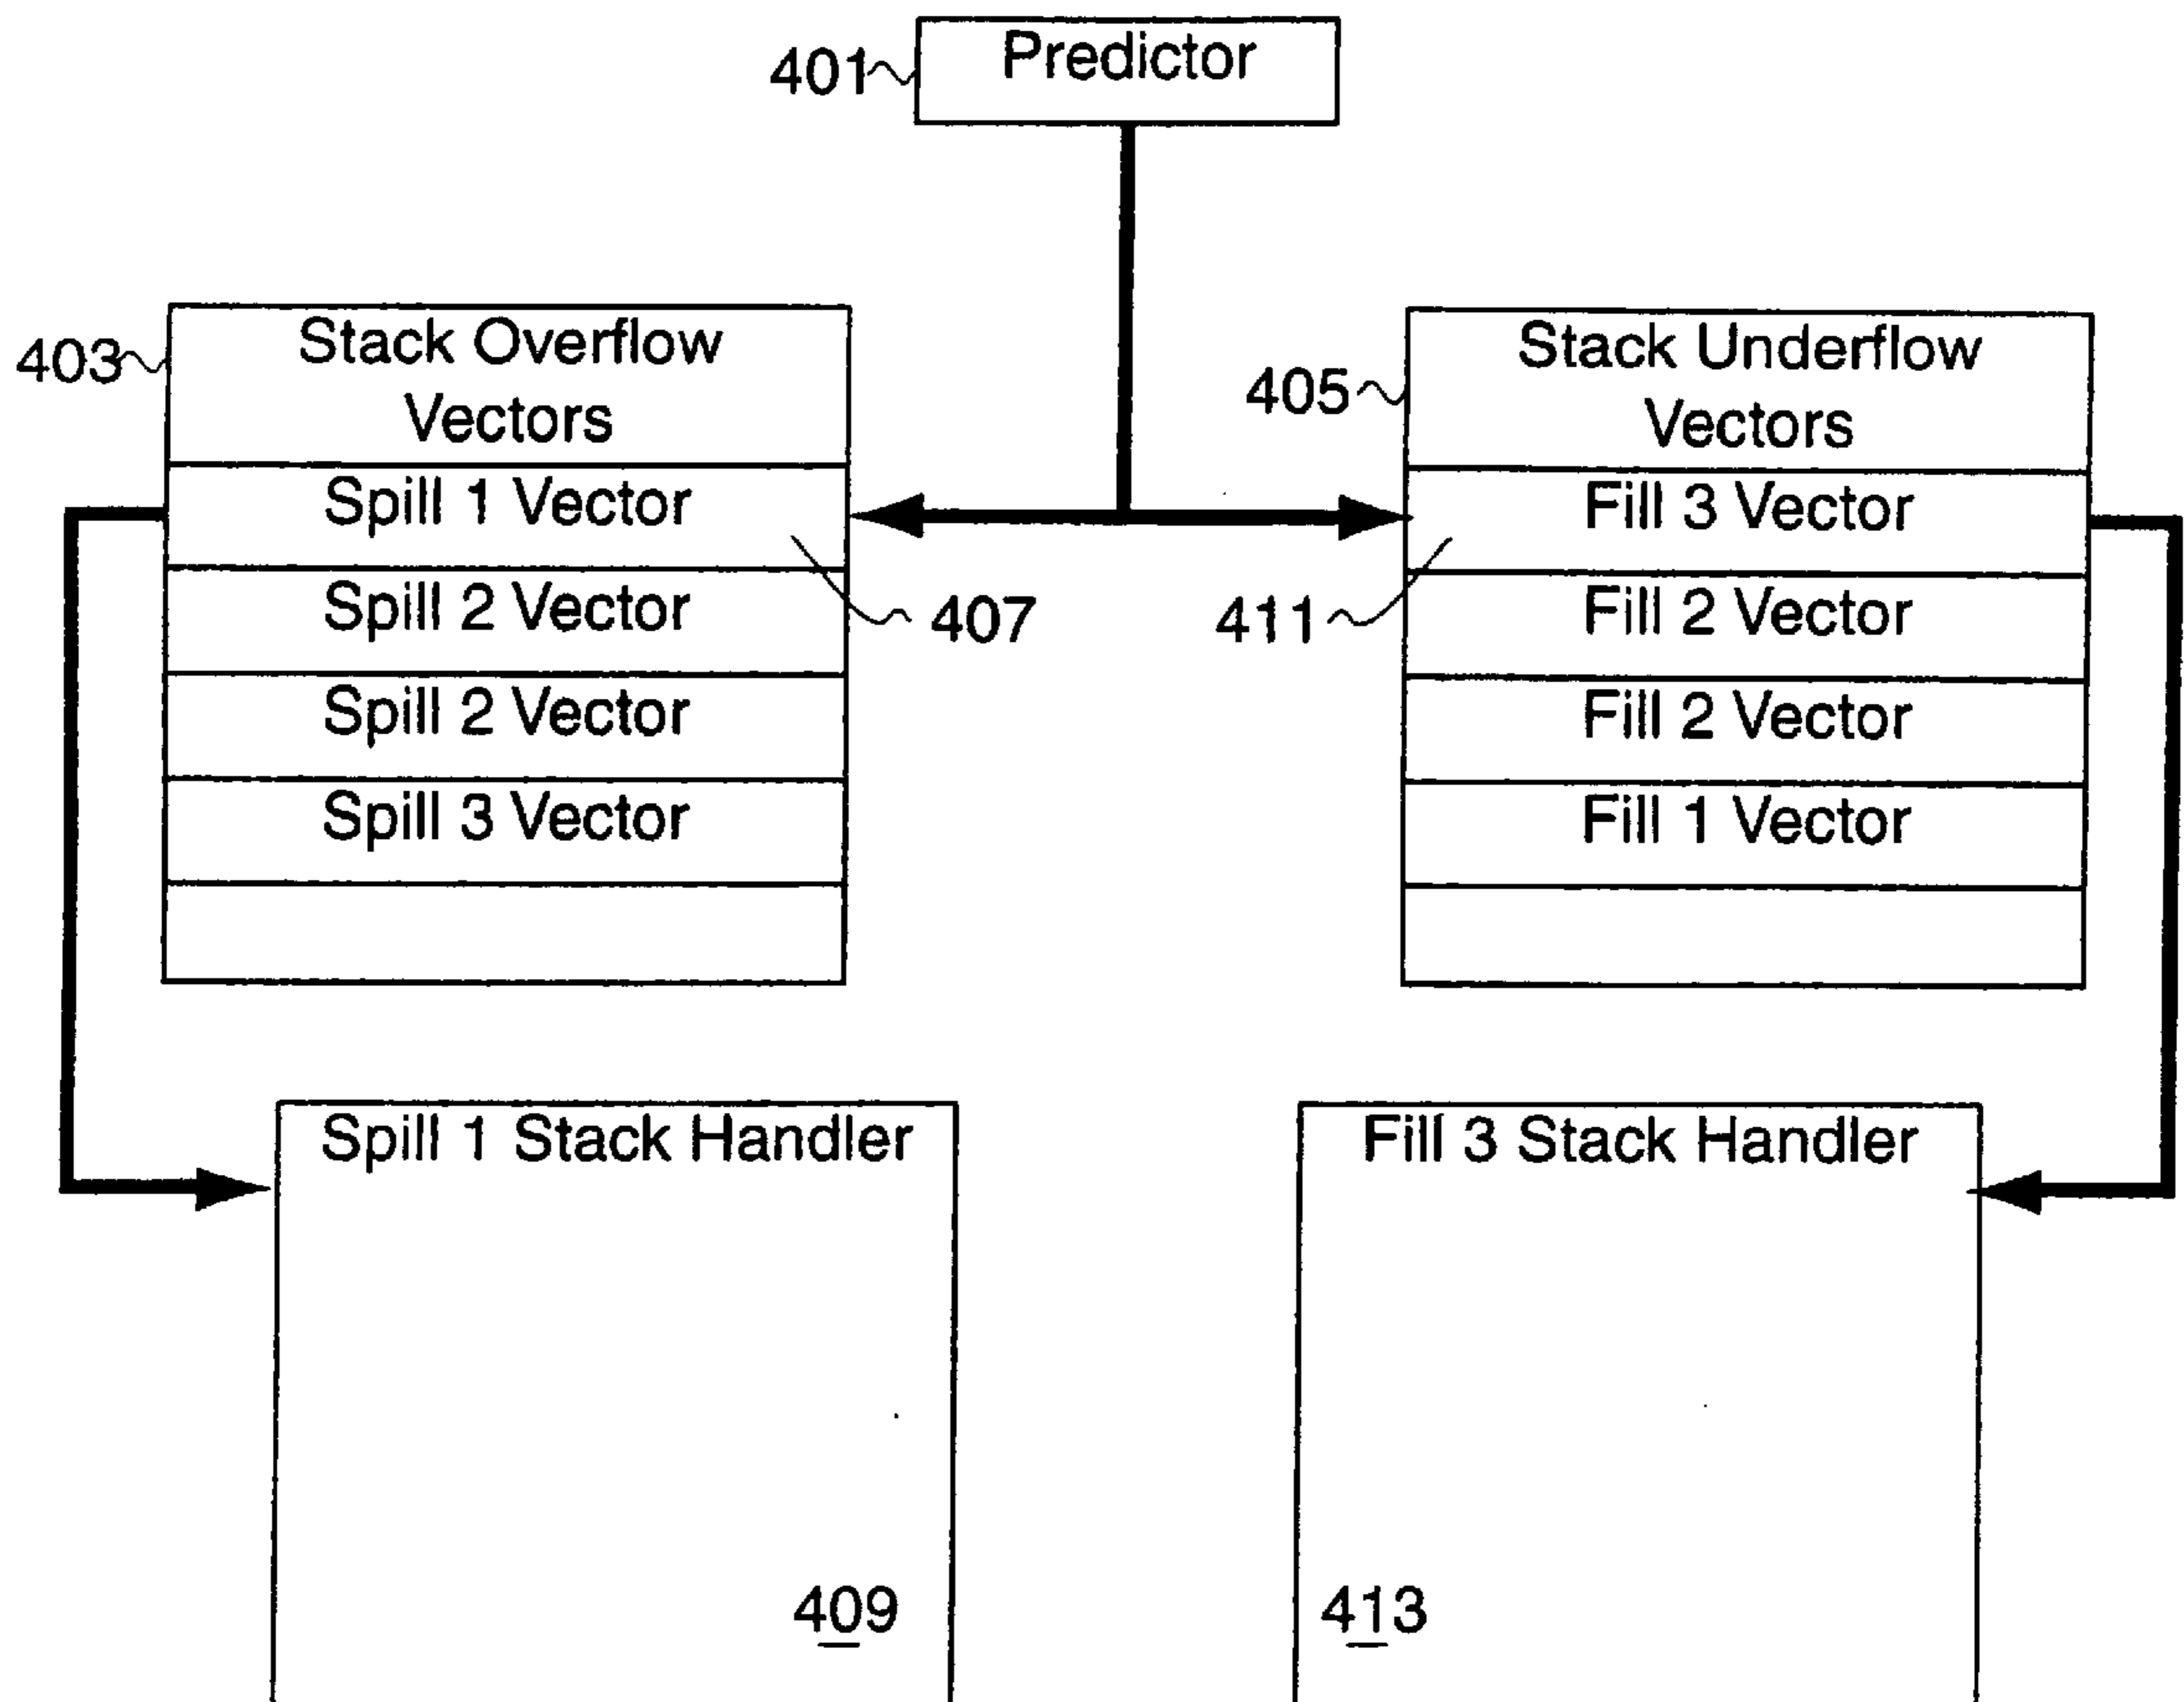 401
Predictor
403
Stack Overflow
Vectors
Spill 1 Vector
Spill 2 Vector
Spill 2 Vector
Spill 3 Vector
407
405
Stack Underflow
Vectors
Fill 3 Vector
Fill 2 Vector
Fill 2 Vector
Fill 1 Vector
411
Spill 1 Stack Handler
409
Fill 3 Stack Handler
413